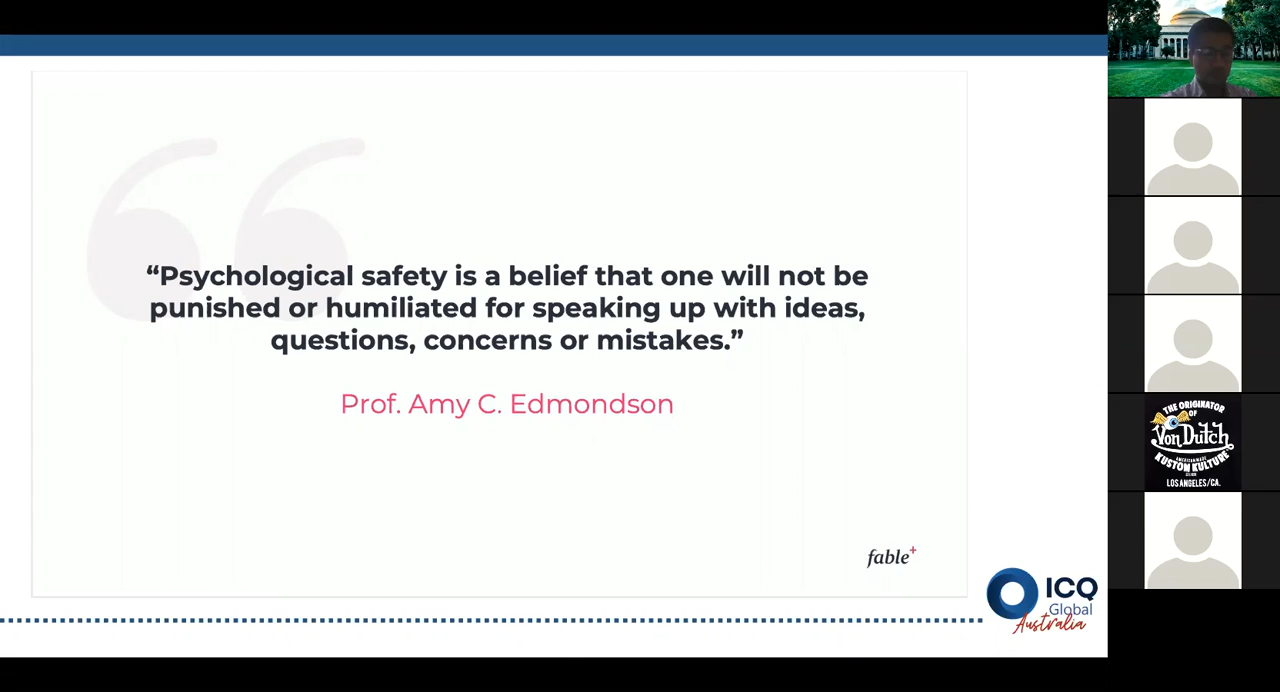 “Psychological safety is a belief that one will not be
punished or humiliated for speaking up with ideas,
questions, concerns or mistakes.”
Prof. Amy C. Edmondson
fable+
ICQ
Global
Australia
THE ORIGINATOR
OF
Von Dutch
KUSTOM KULTURE
LOS ANGELES/CA.